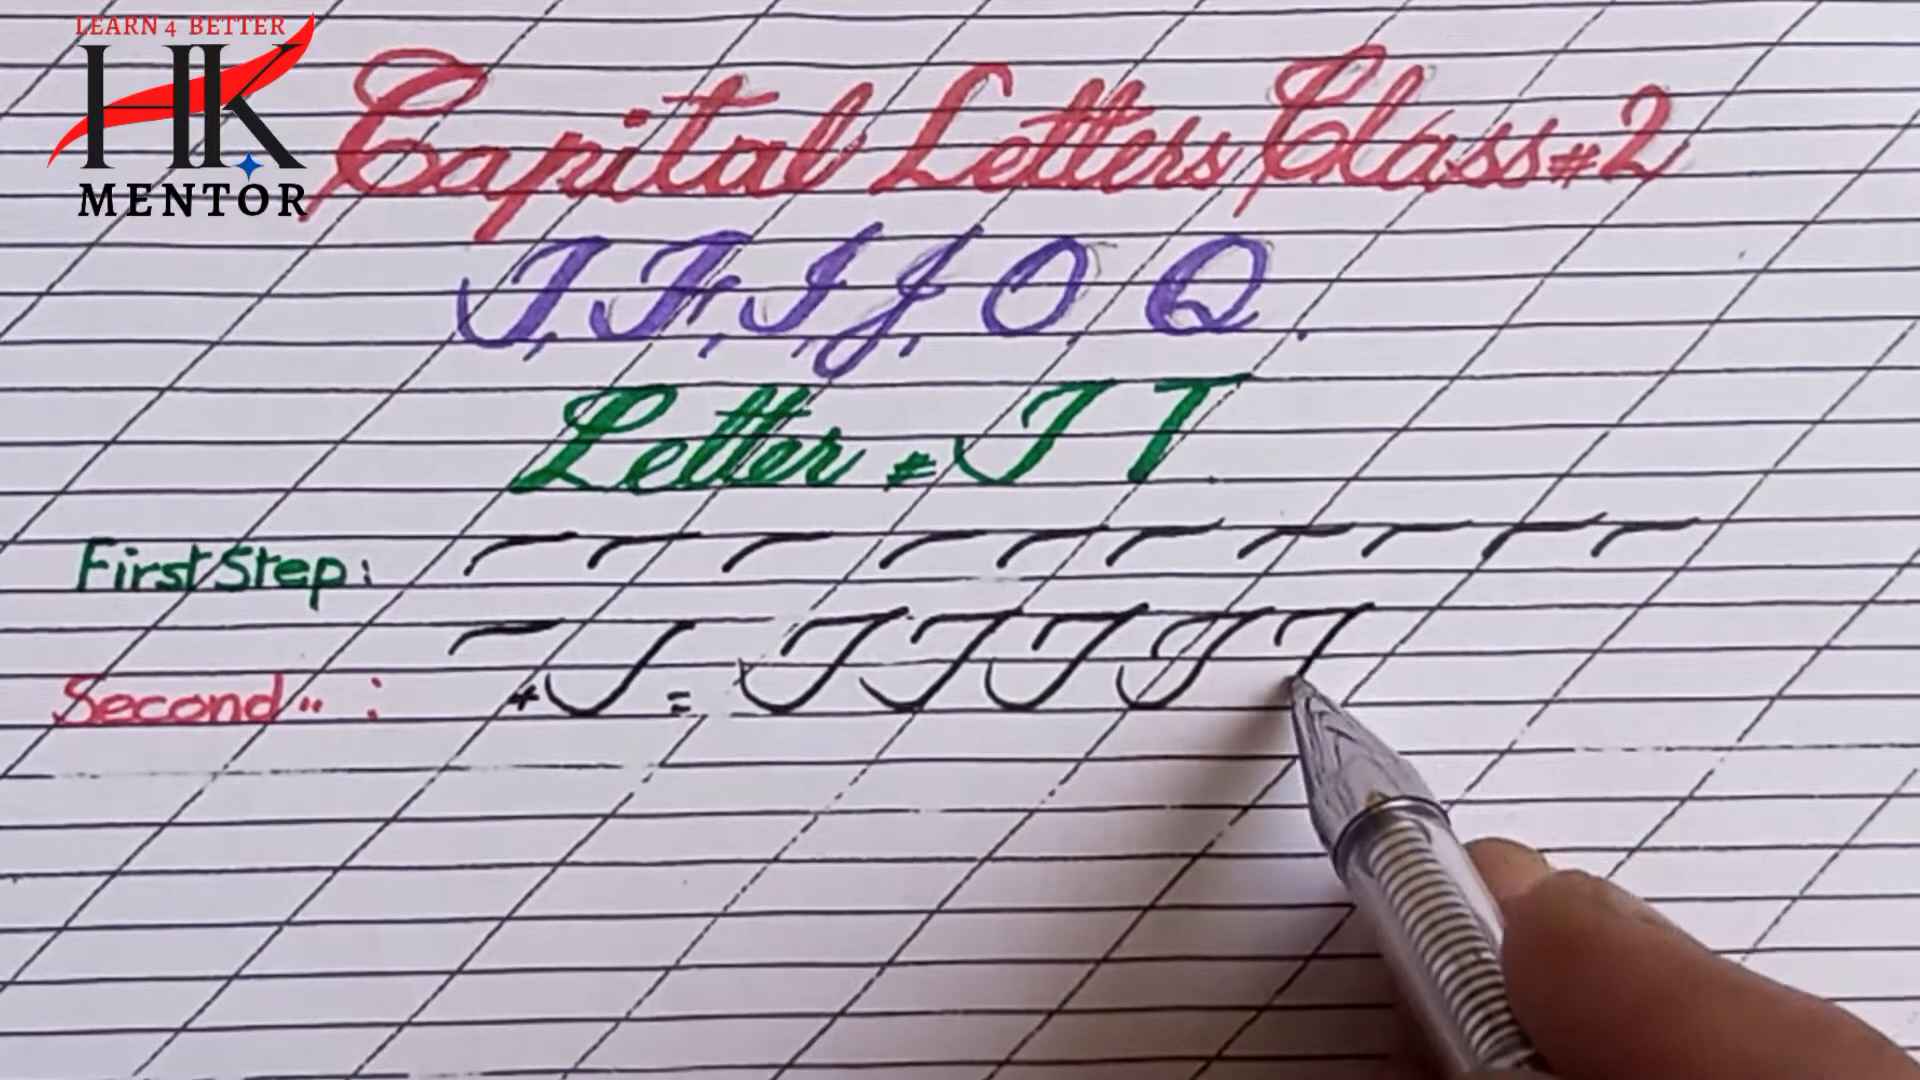 LEARN 4 BETTER
HK
MENTOR
Capital Letters Class # 2
T, F, I, J, O, Q.
Letter # T T.
First Step:
Second " :
+ J = T T T T T